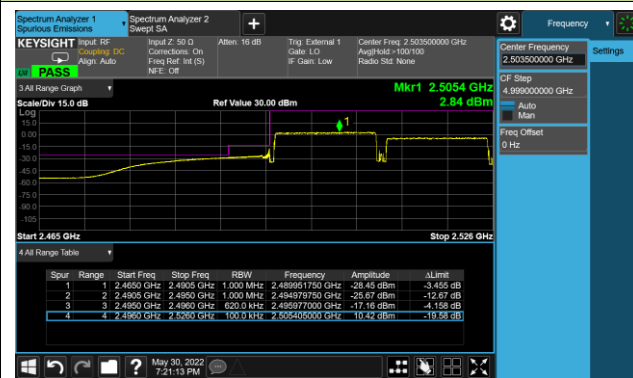 Spectrum Analyzer 1
Spurious Emissions
Spectrum Analyzer 2
Swept SA
+
Frequency
KEYSIGHT
Input: RF
Coupling: DC
Align: Auto
Input Z: 50 Ω
Corrections: On
Freq Ref: Int (S)
NFE: Off
Atten: 16 dB
Trig: External 1
Gate: LO
IF Gain: Low
Center Freq: 2.503500000 GHz
Avg|Hold:>100/100
Radio Std: None
LM PASS
Center Frequency
2.503500000 GHz
Settings
CF Step
4.999000000 GHz
Auto
Man
Freq Offset
0 Hz
3 All Range Graph
Mkr1 2.5054 GHz
2.84 dBm
Scale/Div 15.0 dB
Ref Value 30.00 dBm
Log
15.0
0.00
-15.0
-30.0
-45.0
-60.0
-75.0
-90.0
-105
1
Start 2.465 GHz
Stop 2.526 GHz
4 All Range Table
Spur Range Start Freq Stop Freq RBW Frequency Amplitude ΔLimit
1 1 2.4650 GHz 2.4905 GHz 1.000 MHz 2.489951750 GHz -28.45 dBm -3.455 dB
2 2 2.4905 GHz 2.4950 GHz 1.000 MHz 2.494979750 GHz -25.67 dBm -12.67 dB
3 3 2.4950 GHz 2.4960 GHz 620.0 kHz 2.495977000 GHz -17.16 dBm -4.158 dB
4 4 2.4960 GHz 2.5260 GHz 100.0 kHz 2.505405000 GHz 10.42 dBm -19.58 dB
May 30, 2022
7:21:13 PM